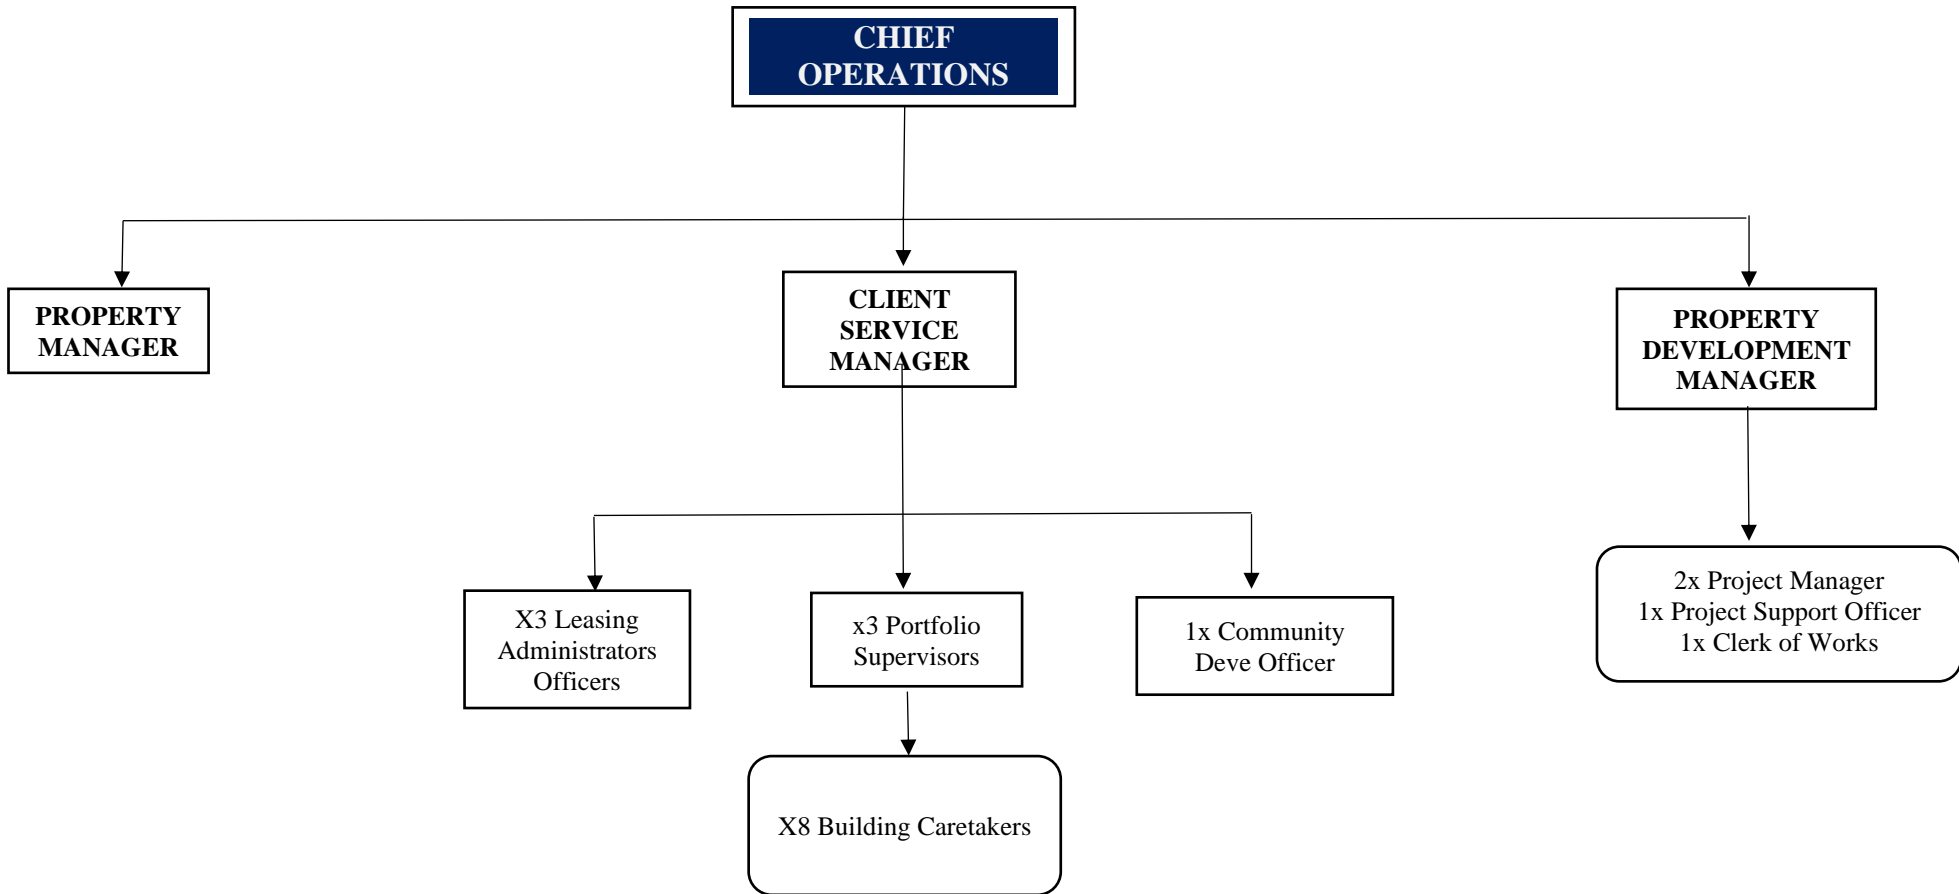 CHIEF
OPERATIONS
PROPERTY
MANAGER
CLIENT
SERVICE
MANAGER
PROPERTY
DEVELOPMENT
MANAGER
X3 Leasing
Administrators
Officers
x3 Portfolio
Supervisors
1x Community
Deve Officer
2x Project Manager
1x Project Support Officer
1x Clerk of Works
X8 Building Caretakers